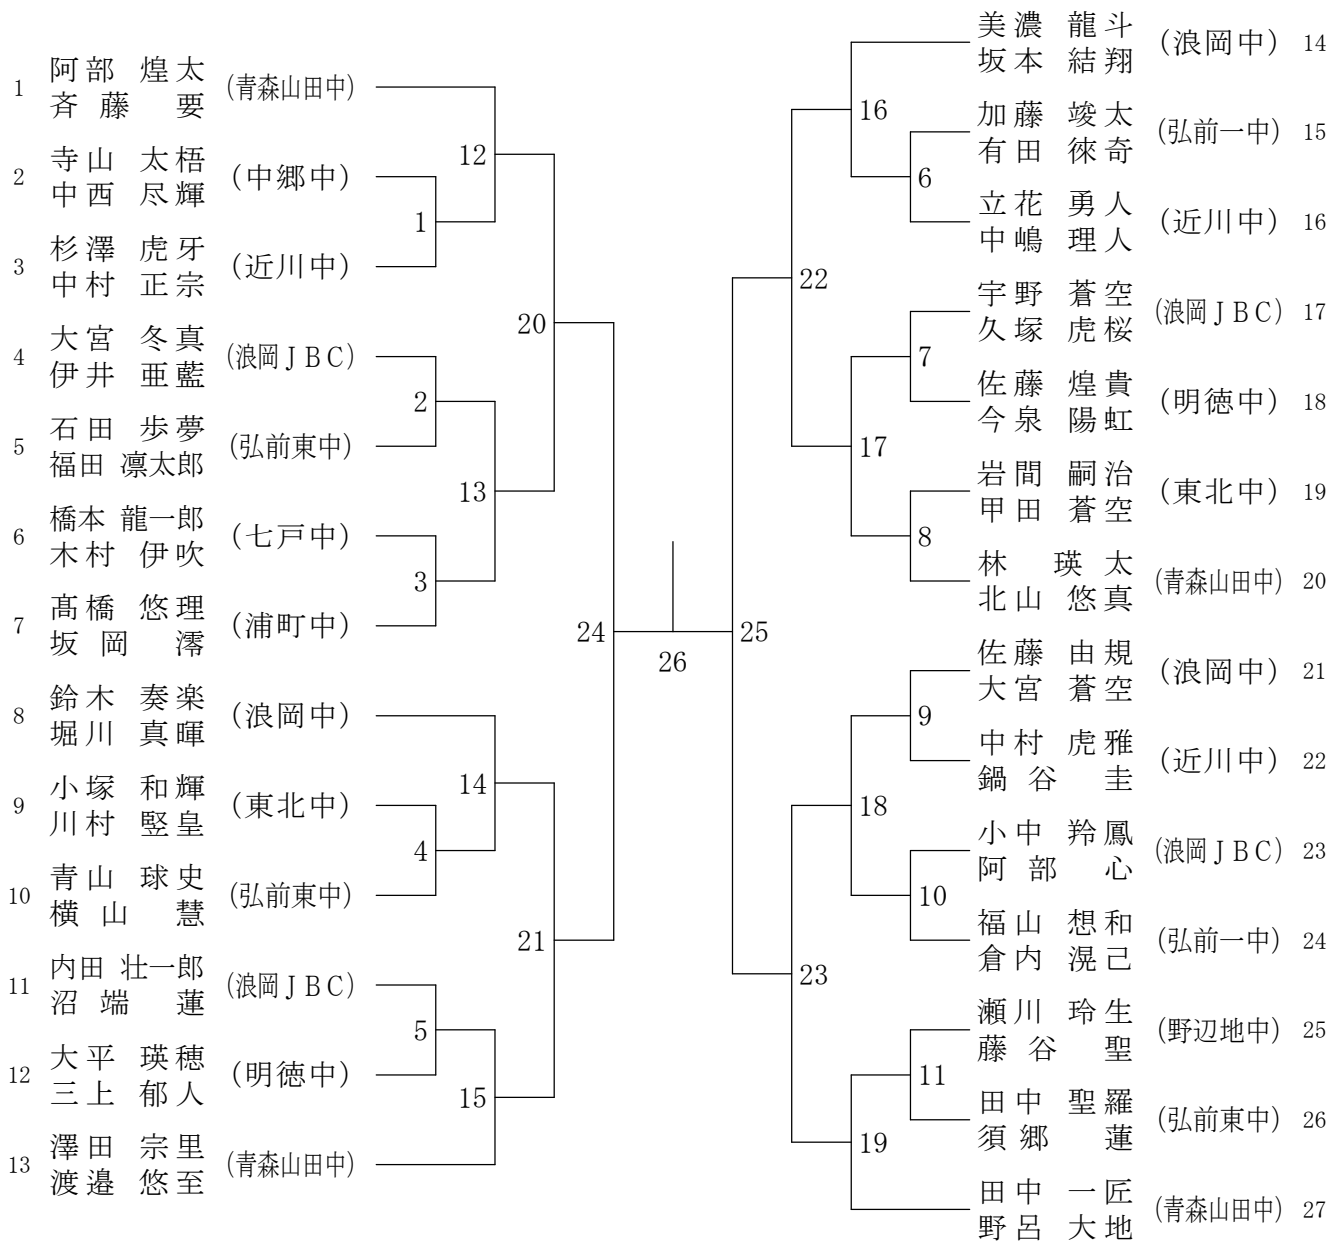 1 阿部 煌太 (青森山田中)
斉藤 要
2 寺山 太梧 (中郷中)
中西 尽輝
3 杉澤 虎牙 (近川中)
中村 正宗
4 大宮 冬真 (浪岡ＪＢＣ)
伊井 亜藍
5 石田 歩夢 (弘前東中)
福田 凛太郎
6 橋本 龍一郎 (七戸中)
木村 伊吹
7 髙橋 悠理 (浦町中)
坂岡 澪
8 鈴木 奏楽 (浪岡中)
堀川 真暉
9 小塚 和輝 (東北中)
川村 竪皇
10 青山 球史 (弘前東中)
横山 慧
11 内田 壮一郎 (浪岡ＪＢＣ)
沼端 蓮
12 大平 瑛穂 (明徳中)
三上 郁人
13 澤田 宗里 (青森山田中)
渡邉 悠至
12
1
20
2
13
3
24
14
4
21
5
15
26
25
16
6
22
7
17
8
9
18
10
23
11
19
美濃 龍斗 (浪岡中) 14
坂本 結翔
加藤 竣太 (弘前一中) 15
有田 徠奇
立花 勇人 (近川中) 16
中嶋 理人
宇野 蒼空 (浪岡ＪＢＣ) 17
久塚 虎桜
佐藤 煌貴 (明徳中) 18
今泉 陽虹
岩間 嗣治 (東北中) 19
甲田 蒼空
林 瑛太 (青森山田中) 20
北山 悠真
佐藤 由規 (浪岡中) 21
大宮 蒼空
中村 虎雅 (近川中) 22
鍋谷 圭
小中 羚鳳 (浪岡ＪＢＣ) 23
阿部 心
福山 想和 (弘前一中) 24
倉内 滉己
瀬川 玲生 (野辺地中) 25
藤谷 聖
田中 聖羅 (弘前東中) 26
須郷 蓮
田中 一匠 (青森山田中) 27
野呂 大地